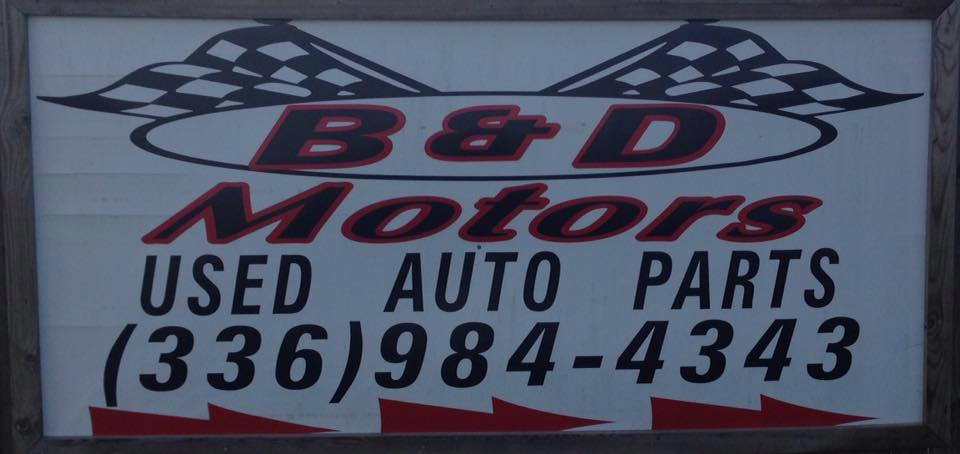 B & D
Motors
USED AUTO PARTS
(336)984-4343